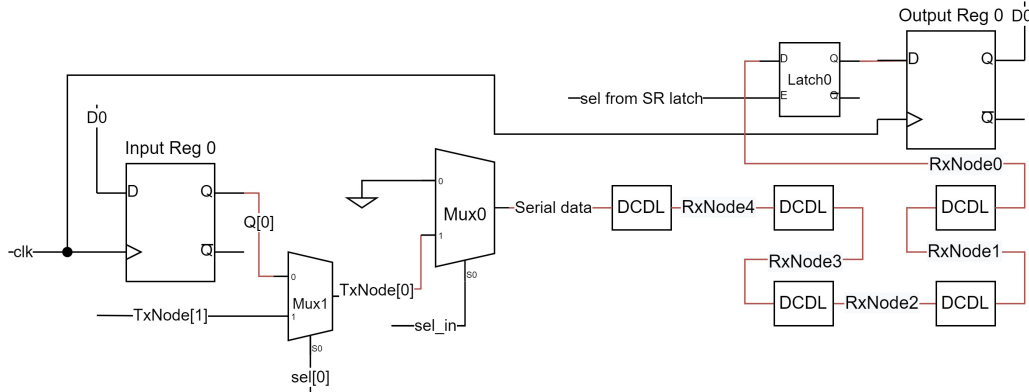 Output Reg 0
D0
D
Q
Latch0
E
Q
D
Q
Q
sel from SR latch
D0
Input Reg 0
D
Q
Q
Q[0]
clk
0
Mux0
1
S0
Serial data
DCDL
RxNode4
DCDL
DCDL
RxNode0
RxNode3
RxNode1
DCDL
RxNode2
DCDL
0
Mux1
1
S0
TxNode[0]
TxNode[1]
sel_in
sel[0]